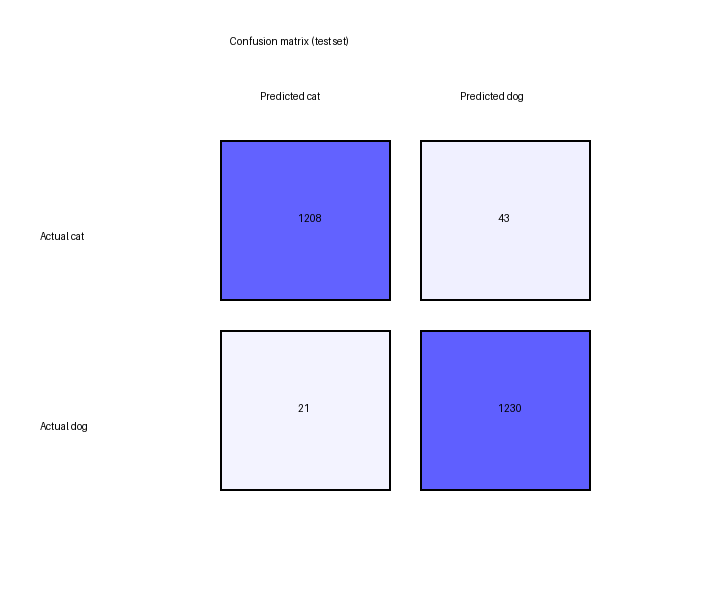 Confusion matrix (test set)
Predicted cat Predicted dog
Actual cat 1208 43
Actual dog 21 1230